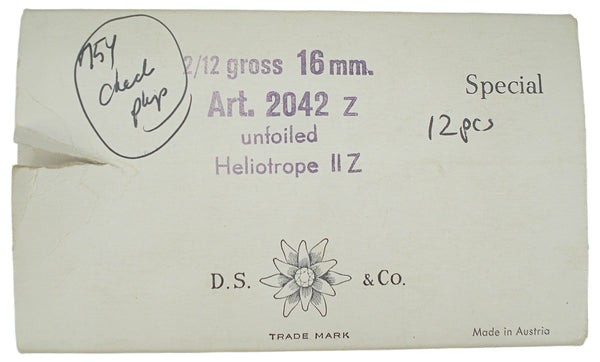 754
Check
2/12 gross 16 mm.
Art. 2042 Z
unfoiled
Heliotrope II Z
Special
12 pcs
D.S. & Co.
TRADE MARK
Made in Austria